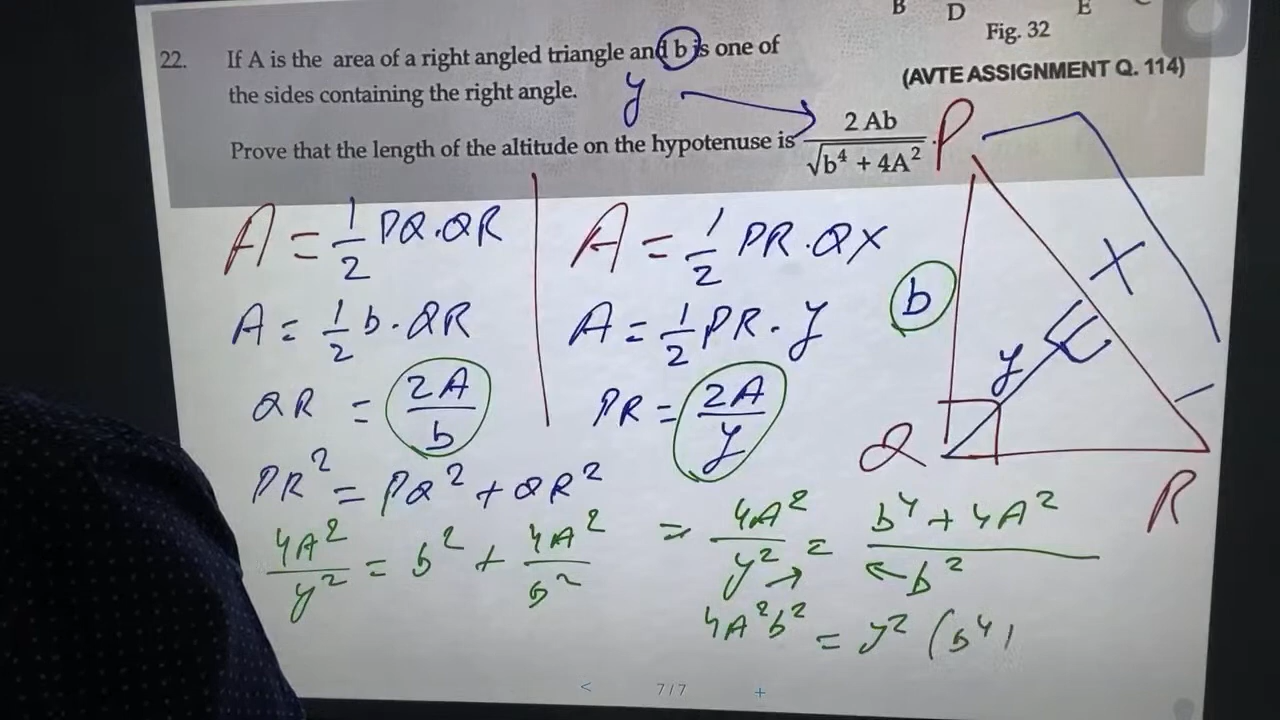 B D E
Fig. 32
22. If A is the area of a right angled triangle and b is one of
the sides containing the right angle. y
(AVTE ASSIGNMENT Q. 114)
Prove that the length of the altitude on the hypotenuse is 2 Ab / √b⁴ + 4A² .
P
A = 1/2 PQ·QR
A = 1/2 PR·QX
X
A = 1/2 b·QR
A = 1/2 PR·y
b
y
QR = 2A/b
PR = 2A/y
Q
R
PR² = PQ² + QR²
4A²/y² = b² + 4A²/b²
= 4A²/y² = b⁴ + 4A²/b²
4A²b² = y² (b⁴
< 7/7 +